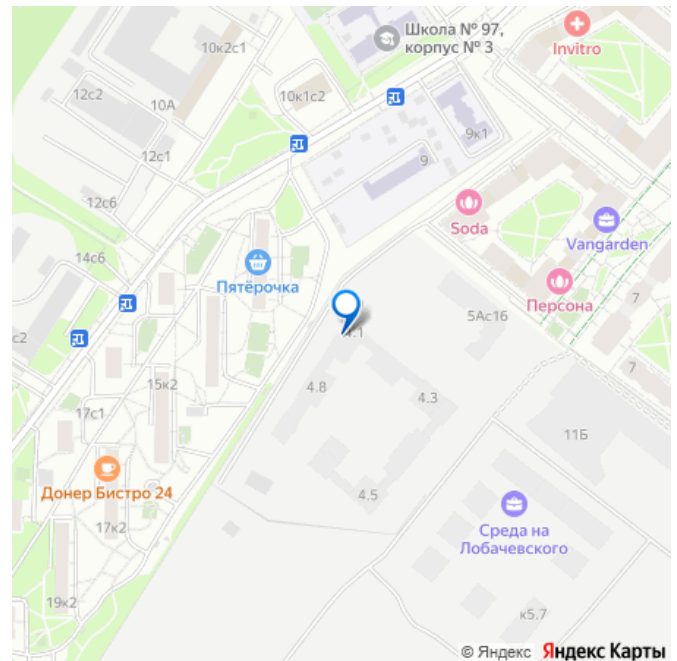 Школа № 97,
корпус № 3
Invitro
10к2с1
12с2
10А
10к1с2
9к1
12с1
9
12с6
Soda
Vangarden
14с6
Пятёрочка
Персона
7
5Ас16
4.1
с2
7
15к2
4.8
4.3
17с1
11Б
Донер Бистро 24
4.5
17к2
Среда на
Лобачевского
19к2
к5.7
© Яндекс Яндекс Карты